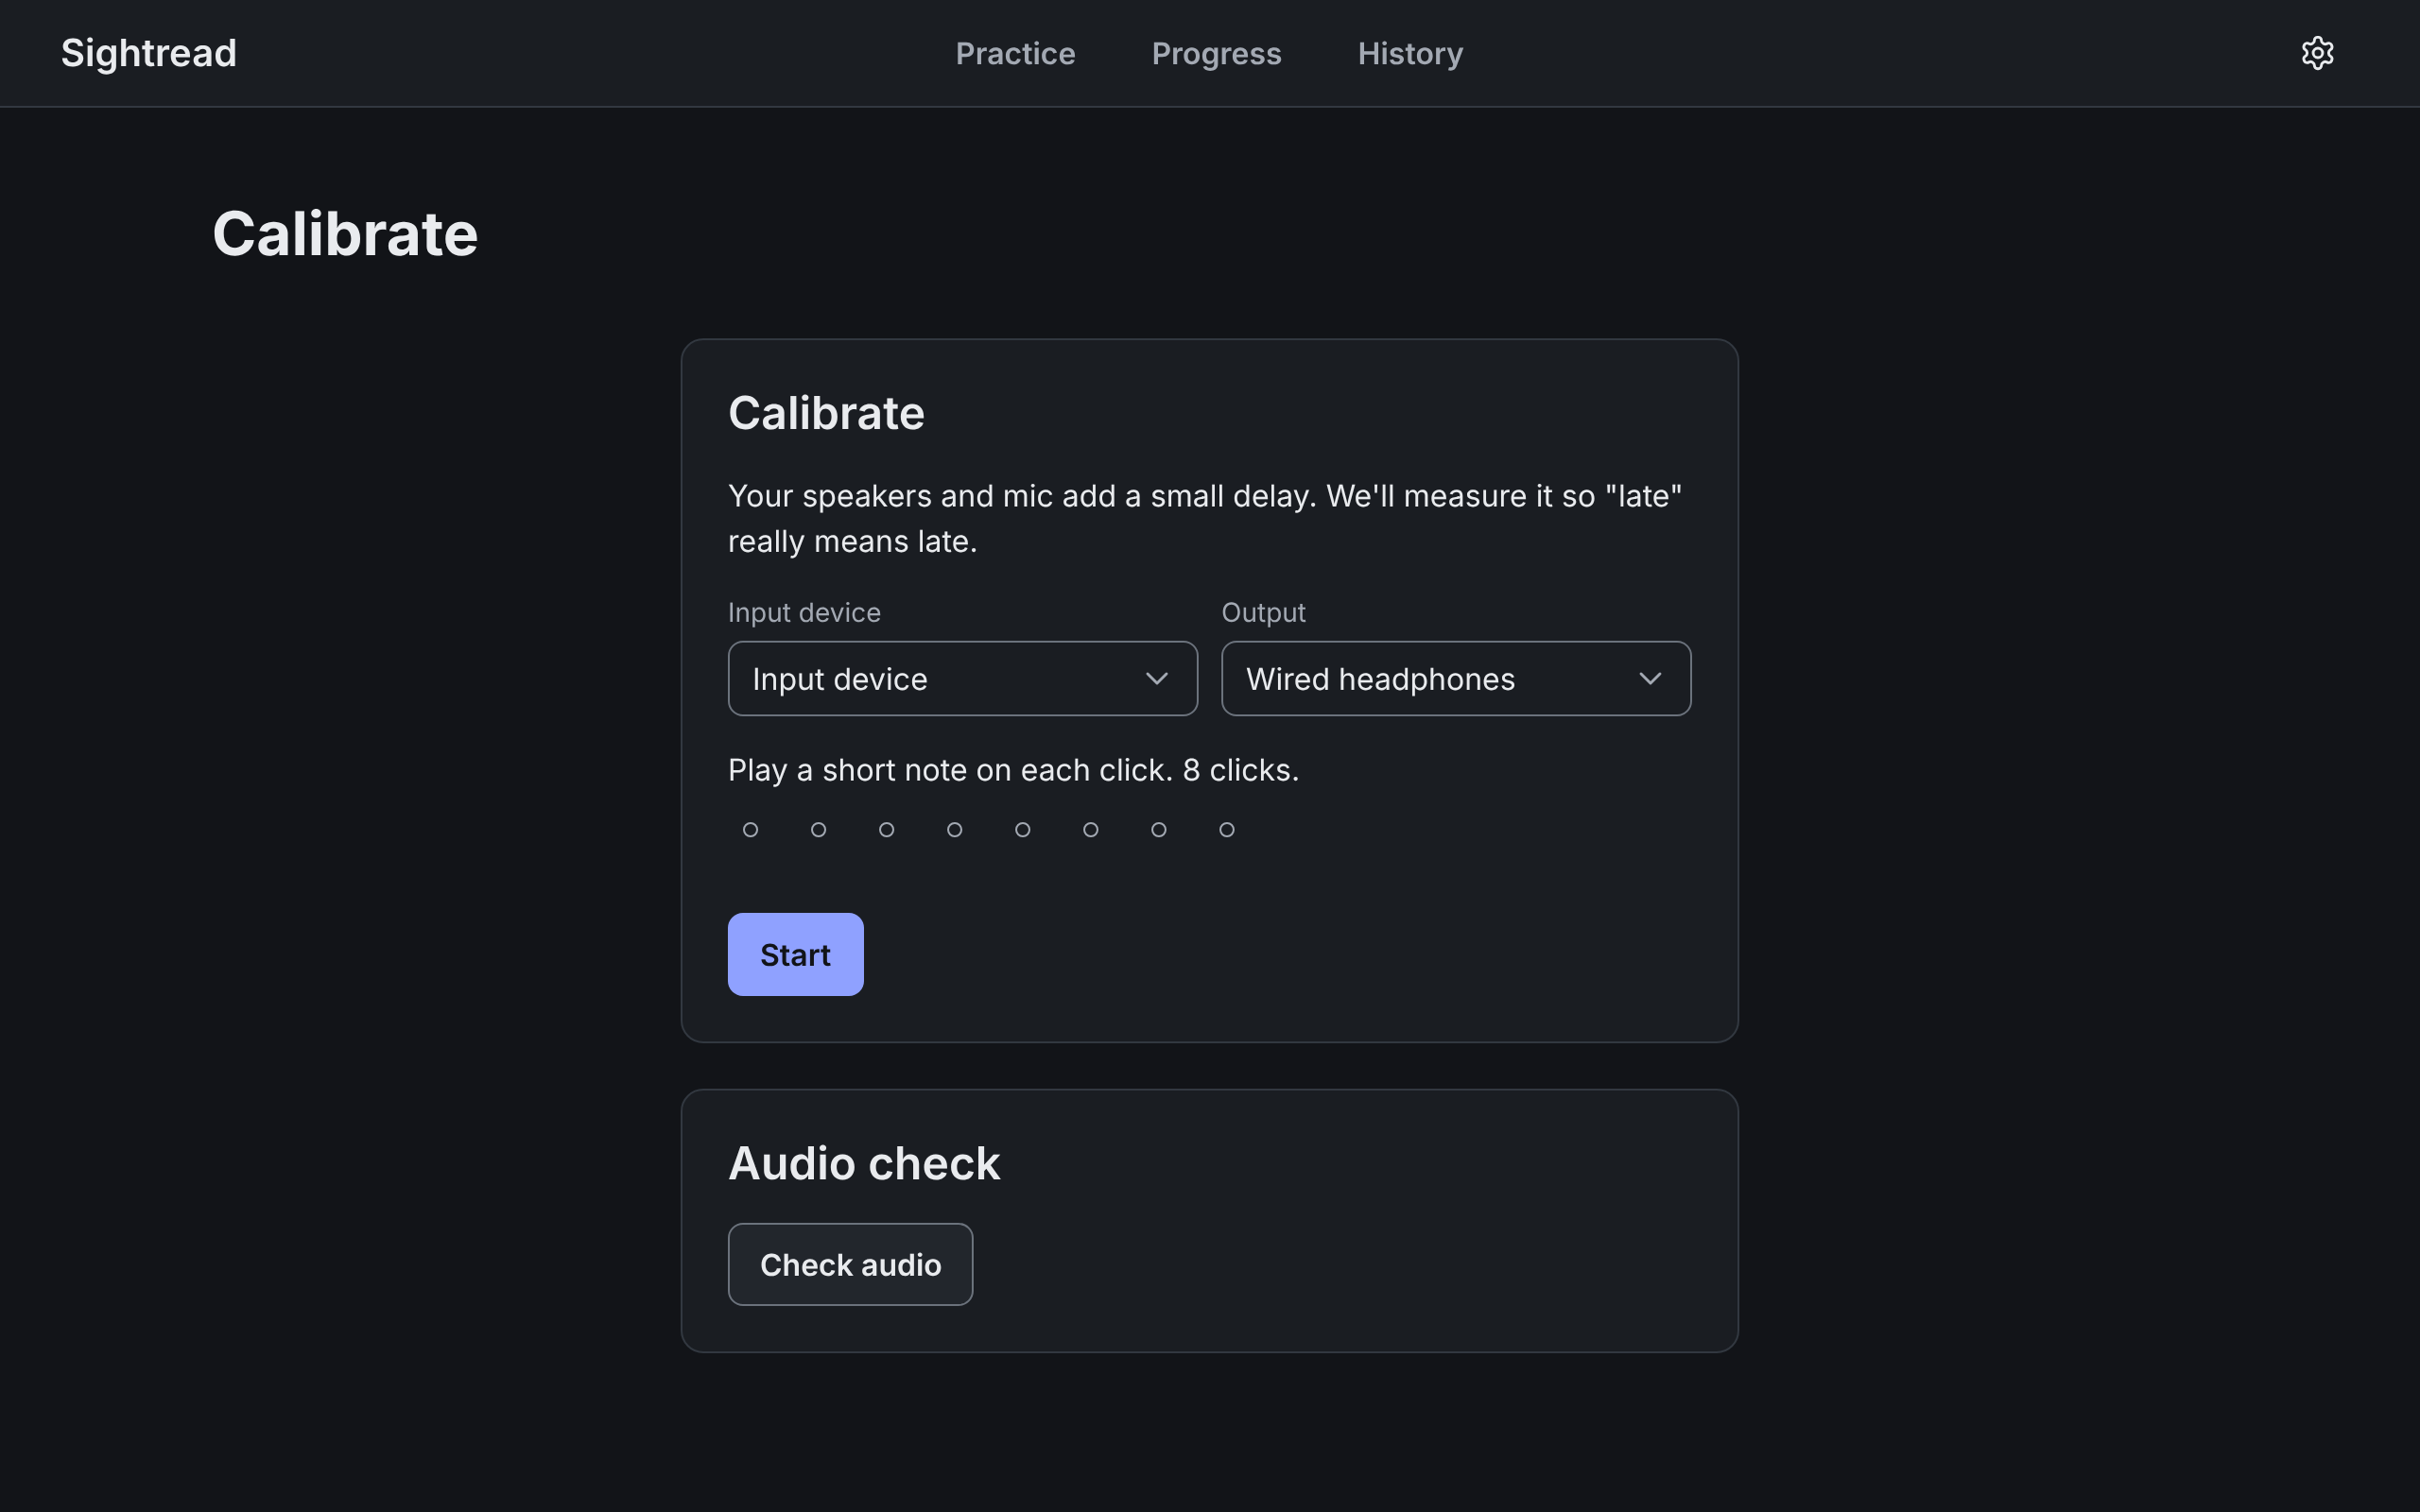 Sightread
Practice
Progress
History
Calibrate
Calibrate
Your speakers and mic add a small delay. We'll measure it so "late"
really means late.
Input device
Output
Input device
Wired headphones
Play a short note on each click. 8 clicks.
Start
Audio check
Check audio